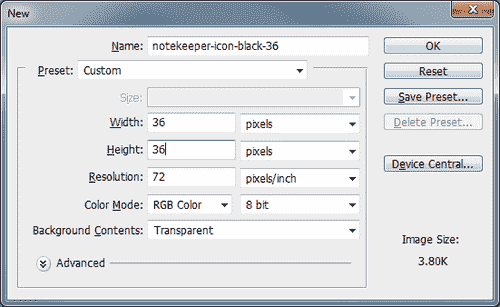 New
Name: notekeeper-icon-black-36
OK
Preset: Custom
Reset
Size:
Save Preset...
Width: 36 pixels
Delete Preset...
Height: 36 pixels
Resolution: 72 pixels/inch
Device Central...
Color Mode: RGB Color 8 bit
Background Contents: Transparent
Image Size:
3.80K
Advanced